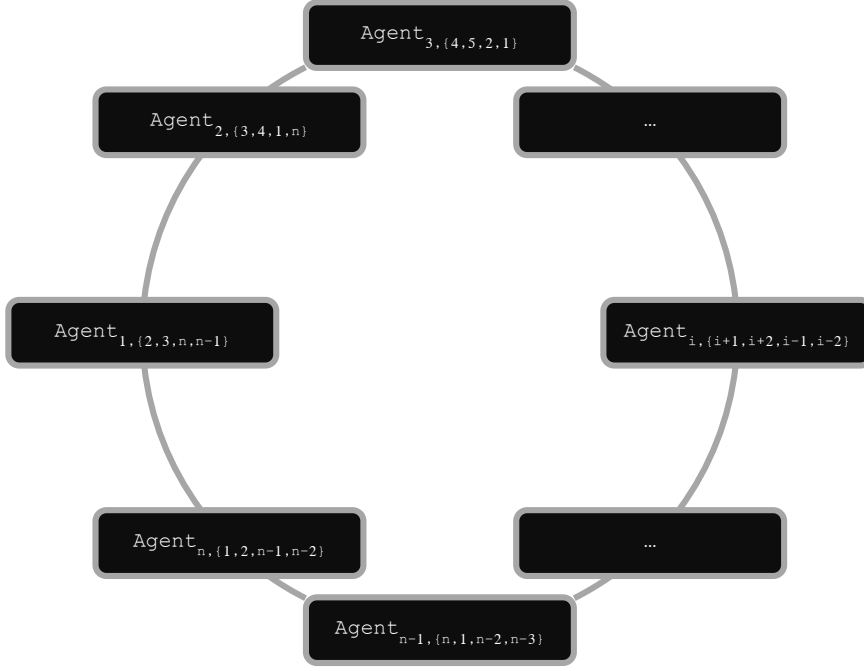 Agent3,{4,5,2,1}
Agent2,{3,4,1,n}
…
Agent1,{2,3,n,n−1}
Agenti,{i+1,i+2,i−1,i−2}
Agentn,{1,2,n−1,n−2}
…
Agentn−1,{n,1,n−2,n−3}